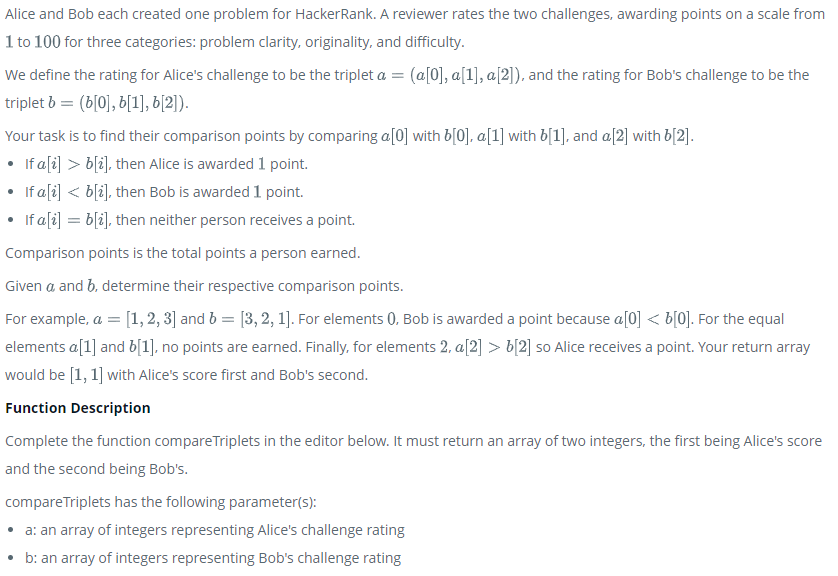 Alice and Bob each created one problem for HackerRank. A reviewer rates the two challenges, awarding points on a scale from
1 to 100 for three categories: problem clarity, originality, and difficulty.
We define the rating for Alice's challenge to be the triplet a = (a[0], a[1], a[2]), and the rating for Bob's challenge to be the
triplet b = (b[0], b[1], b[2]).
Your task is to find their comparison points by comparing a[0] with b[0], a[1] with b[1], and a[2] with b[2].
• If a[i] > b[i], then Alice is awarded 1 point.
• If a[i] < b[i], then Bob is awarded 1 point.
• If a[i] = b[i], then neither person receives a point.
Comparison points is the total points a person earned.
Given a and b, determine their respective comparison points.
For example, a = [1, 2, 3] and b = [3, 2, 1]. For elements 0, Bob is awarded a point because a[0] < b[0]. For the equal
elements a[1] and b[1], no points are earned. Finally, for elements 2, a[2] > b[2] so Alice receives a point. Your return array
would be [1, 1] with Alice's score first and Bob's second.
Function Description
Complete the function compareTriplets in the editor below. It must return an array of two integers, the first being Alice's score
and the second being Bob's.
compareTriplets has the following parameter(s):
• a: an array of integers representing Alice's challenge rating
• b: an array of integers representing Bob's challenge rating